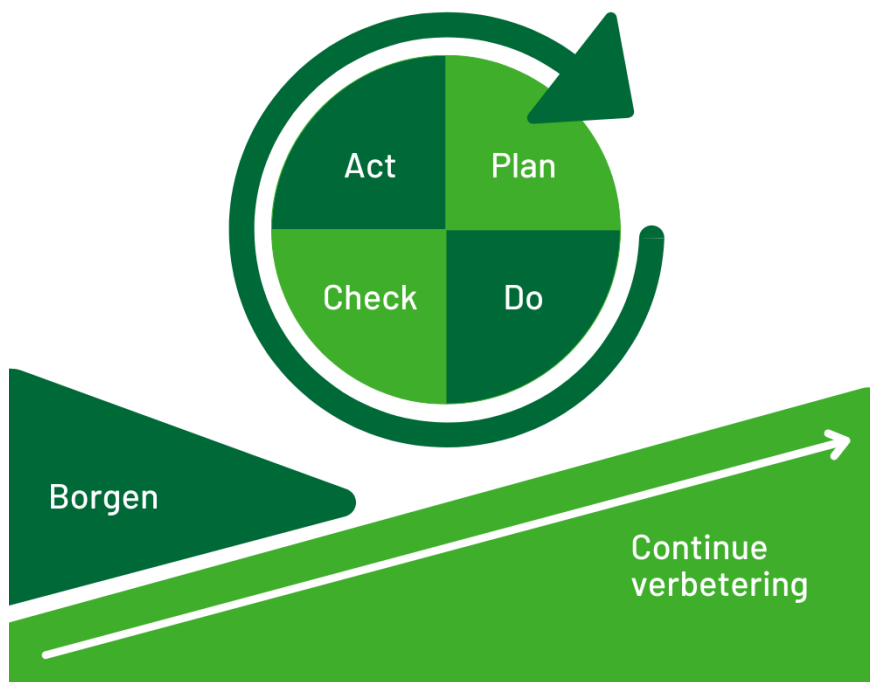 Act
Plan
Check
Do
Borgen
Continue
verbetering